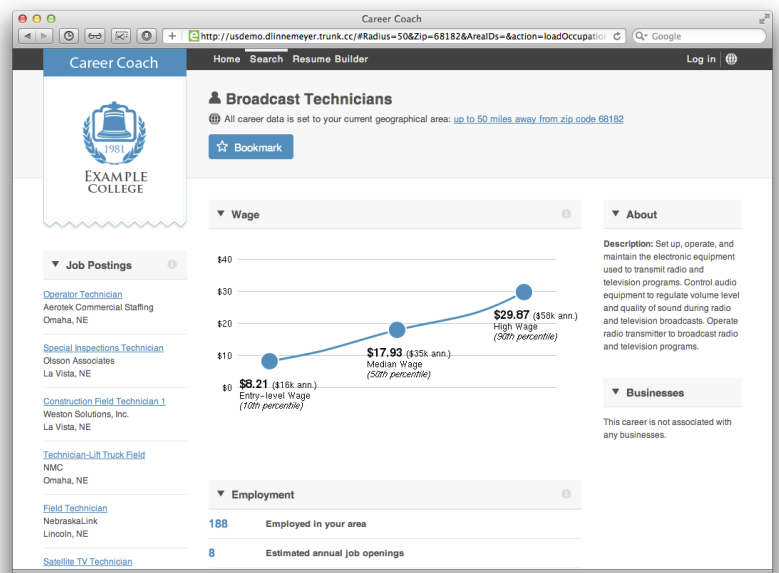 Career Coach
http://usdemo.dlinnemeyer.trunk.cc/#Radius=50&Zip=68182&AreaIDs=&action=loadOccupation
Google
Career Coach
Home Search Resume Builder
Log in
1981
EXAMPLE
COLLEGE
Broadcast Technicians
All career data is set to your current geographical area: up to 50 miles away from zip code 68182
Bookmark
Job Postings
Operator Technician
Aerotek Commercial Staffing
Omaha, NE
Special Inspections Technician
Olsson Associates
La Vista, NE
Construction Field Technician 1
Weston Solutions, Inc.
La Vista, NE
Technician-Lift Truck Field
NMC
Omaha, NE
Field Technician
NebraskaLink
Lincoln, NE
Satellite TV Technician
Wage
$40
$30
$20
$10
$0
$8.21 ($16k ann.)
Entry-level Wage
(10th percentile)
$17.93 ($35k ann.)
Median Wage
(50th percentile)
$29.87 ($58k ann.)
High Wage
(90th percentile)
Employment
188 Employed in your area
8 Estimated annual job openings
About
Description: Set up, operate, and
maintain the electronic equipment
used to transmit radio and
television programs. Control audio
equipment to regulate volume level
and quality of sound during radio
and television broadcasts. Operate
radio transmitter to broadcast radio
and television programs.
Businesses
This career is not associated with
any businesses.